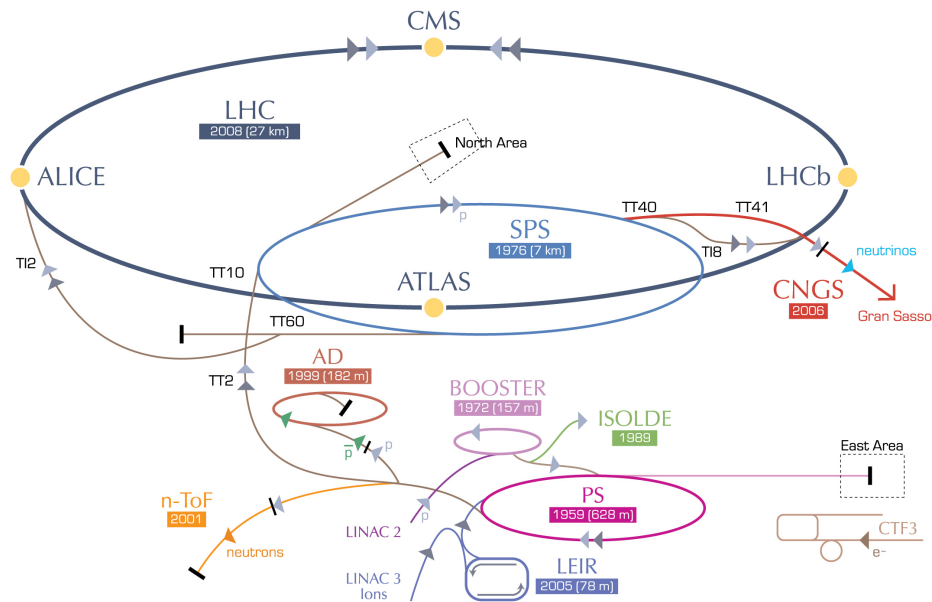 CMS
LHC
2008 (27 km)
North Area
ALICE
LHCb
TT40
TT41
SPS
1976 (7 km)
p
TI8
neutrinos
TI2
TT10
ATLAS
CNGS
2006
Gran Sasso
TT60
AD
1999 (182 m)
TT2
BOOSTER
1972 (157 m)
ISOLDE
1989
p
p̅
East Area
n-ToF
2001
PS
1959 (628 m)
LINAC 2
p
neutrons
CTF3
e-
LINAC 3
Ions
LEIR
2005 (78 m)